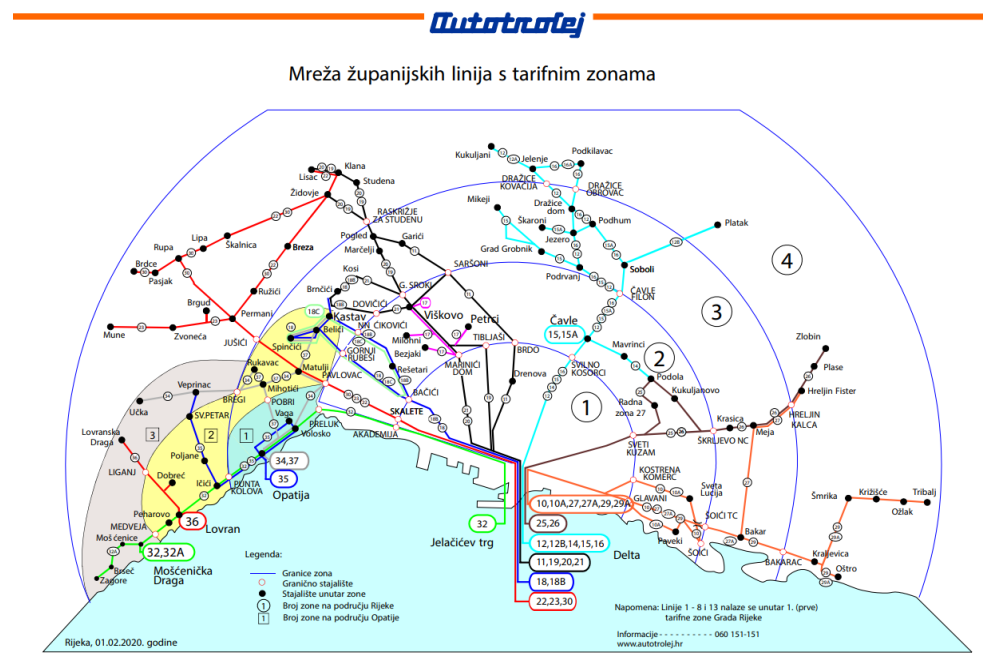 Autotrolej
Mreža županijskih linija s tarifnim zonama
Kukuljani
Jelenje
Podkilavac
DRAŽICE
KOVACIJA
DRAŽICE
OBROVAC
Klana
Lisac
Studena
Židovje
Mikeji
Dražice
dom
RASKRIŽJE
ZA STUDENU
Škaroni
Podhum
Platak
Lipa
Škalnica
Breza
Pogled
Garići
Jezero
Rupa
Marčelji
Grad Grobnik
4
Brdce
Pasjak
Kosi
SARŠONI
Soboli
Podrvanj
Brnčići
G. SROKI
Ružići
ČAVLE
FILON
3
Brgud
Permani
18C
DOVIČIĆI
Kastav
Viškovo
Petrci
Čavle
15,15A
Mune
Zvoneća
Belići
NN ČIKOVIĆI
Milohni
TIBLJAŠI
BRDO
Mavrinci
Zlobin
JUŠIĆI
Spinčići
GORNJI
RUBESI
Bezjaki
MARINIĆI
DOM
SVILNO
KOSORCI
2
Plase
Rukavac
Matulji
Rešetari
Drenova
Podola
Veprinac
Mihotići
PAVLOVAC
Kukuljanovo
Hreljin Fister
Učka
BREGI
POBRI
BAČIĆI
1
Radna
zona 27
SV.PETAR
Vaga
SKALETE
Krasica
HRELJIN
KALCA
Lovranska
Draga
3
2
1
PRELUK
Volosko
AKADEMIJA
ŠKRLJEVO NC
Meja
SVETI
KUZAM
Poljane
34,37
LIGANJ
35
KOSTRENA
KOMERC
Dobreć
Ičići
PUNTA
KOLOVA
Opatija
Sveta
Lucija
Šmrika
Križišće
Tribalj
Peharovo
36
10,10A,27,27A,29,29A
GLAVANI
Ožlak
MEDVEJA
Lovran
32
25,26
ŠOIĆI TC
Mošćenice
32,32A
Jelačićev trg
12,12B,14,15,16
Delta
Paveki
ŠOIĆI
Bakar
Brseč
Mošćenička
Draga
Legenda:
11,19,20,21
BAKARAC
Kraljevica
Zagore
Granice zona
18,18B
Oštro
Granično stajalište
Stajalište unutar zone
22,23,30
1 Broj zone na području Rijeke
1 Broj zone na području Opatije
Napomena: Linije 1 - 8 i 13 nalaze se unutar 1. (prve)
tarifne zone Grada Rijeke
Informacije - - - - - - - - - - 060 151-151
www.autotrolej.hr
Rijeka, 01.02.2020. godine